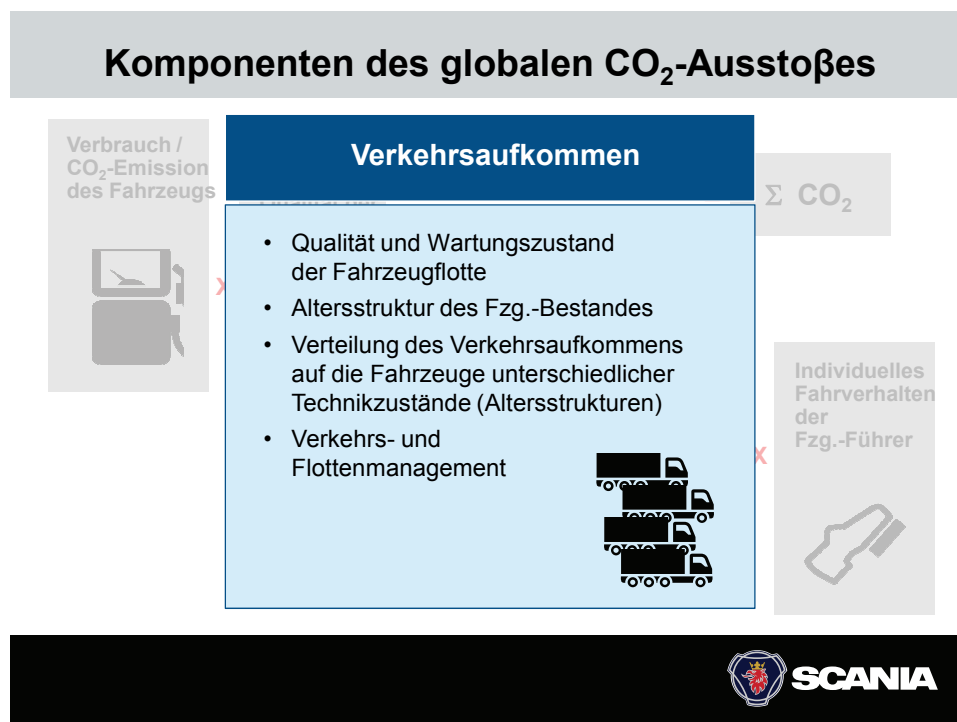 Komponenten des globalen CO₂-Ausstoβes
Verbrauch /
CO₂-Emission
des Fahrzeugs
X
Verkehrsaufkommen
• Qualität und Wartungszustand
der Fahrzeugflotte
• Altersstruktur des Fzg.-Bestandes
• Verteilung des Verkehrsaufkommens
auf die Fahrzeuge unterschiedlicher
Technikzustände (Altersstrukturen)
• Verkehrs- und
Flottenmanagement
Σ CO₂
X
Individuelles
Fahrverhalten
der
Fzg.-Führer
SCANIA